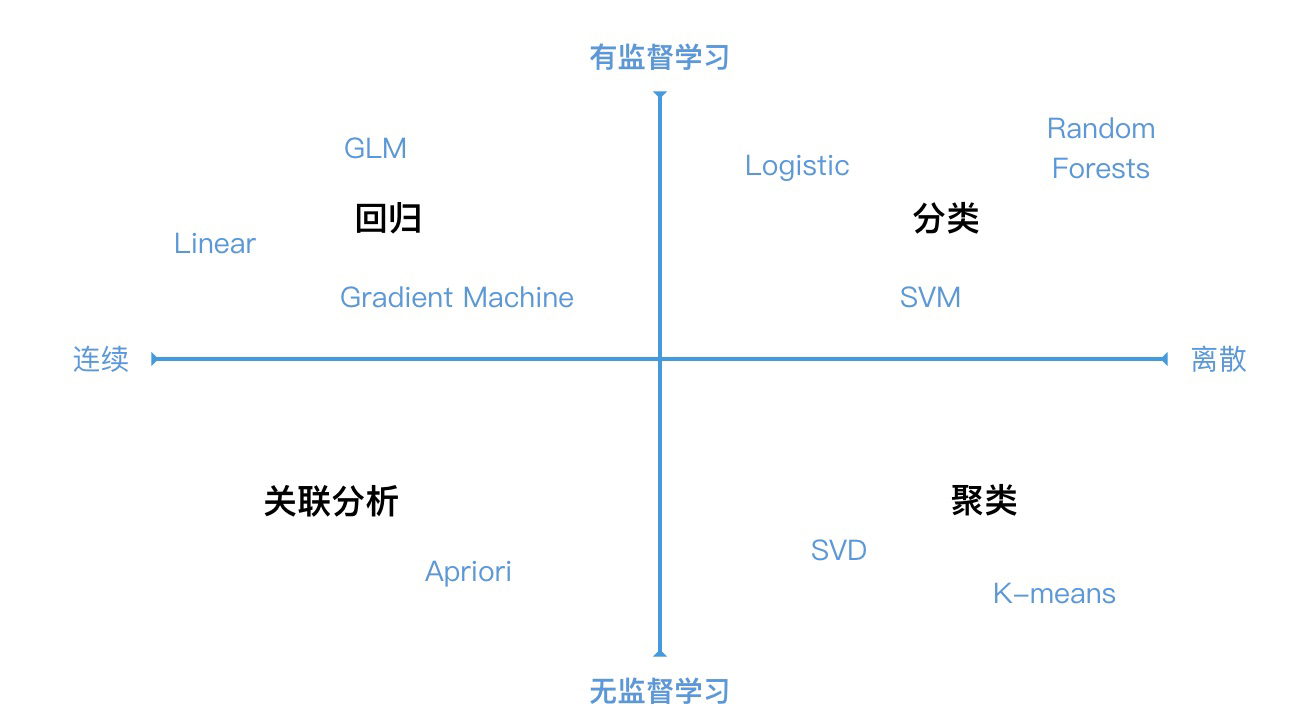 有监督学习
GLM
Logistic
Random
Forests
回归
分类
Linear
Gradient Machine
SVM
连续
离散
关联分析
聚类
SVD
Apriori
K-means
无监督学习